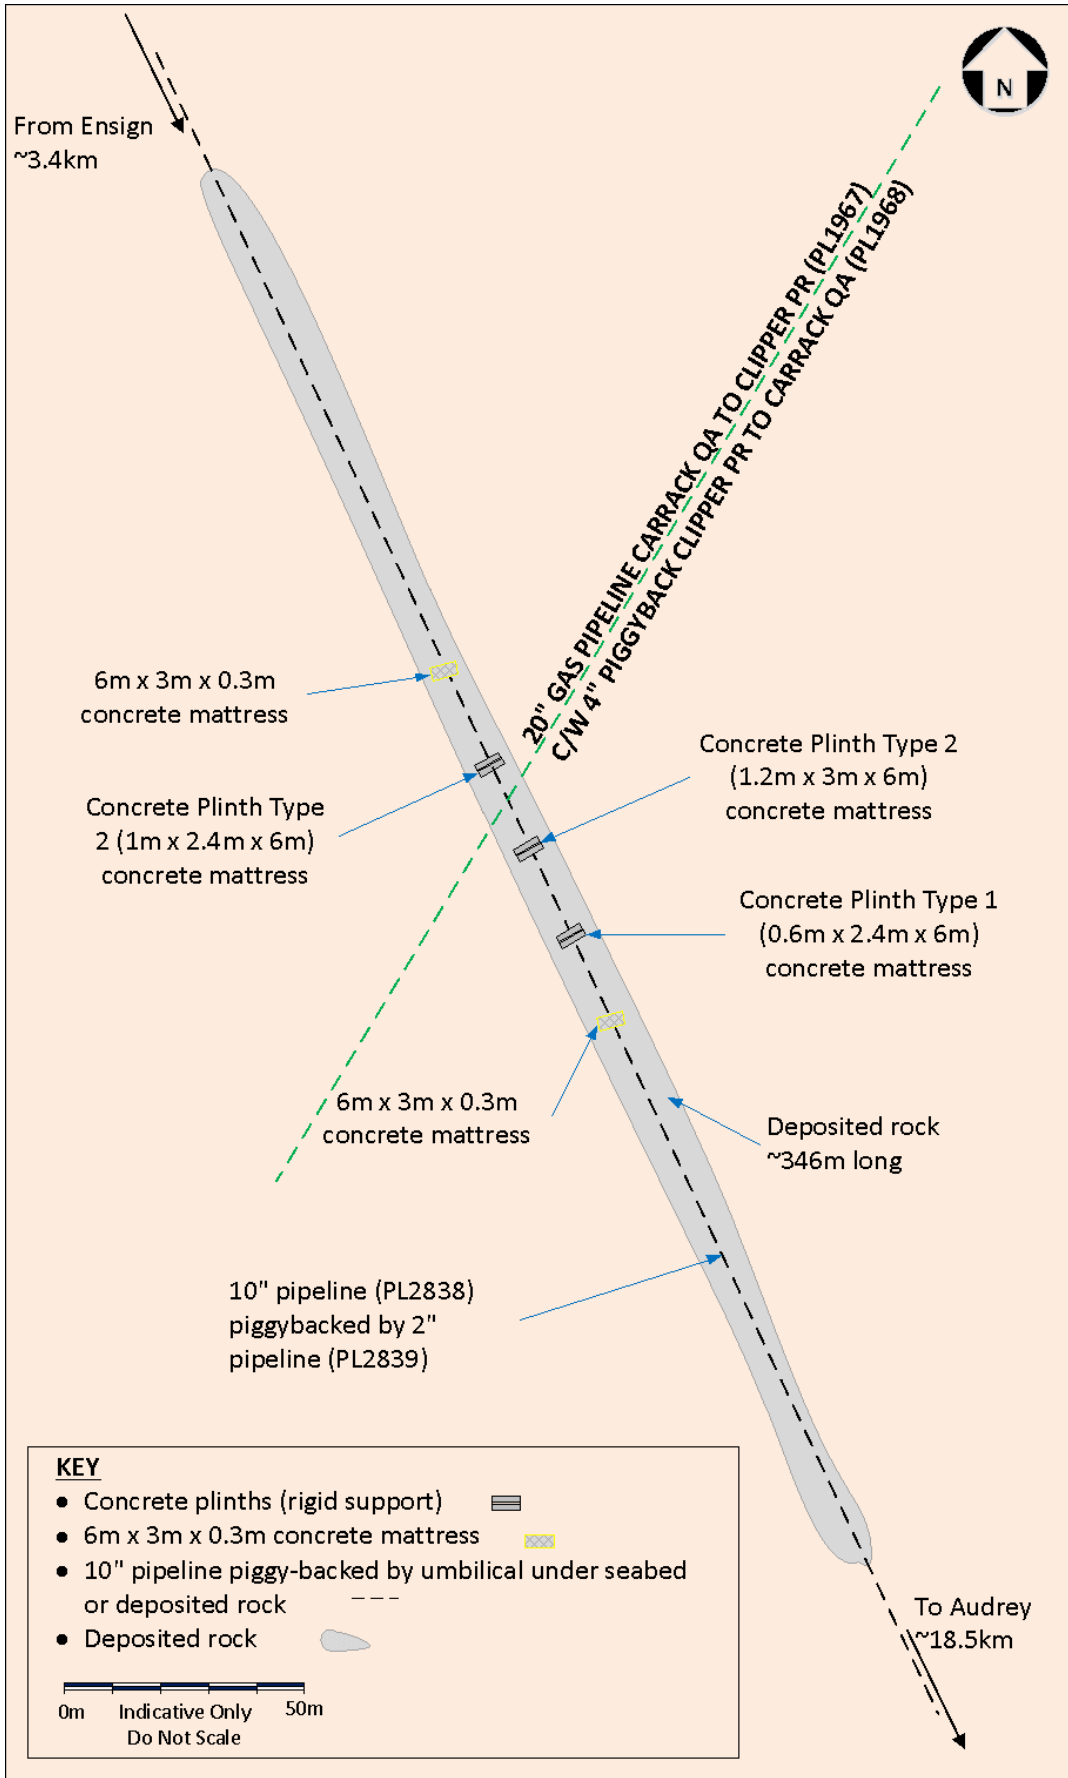 N
From Ensign
~3.4km
20" GAS PIPELINE CARRACK QA TO CLIPPER PR (PL1967)
C/W 4" PIGGYBACK CLIPPER PR TO CARRACK QA (PL1968)
6m x 3m x 0.3m
concrete mattress
Concrete Plinth Type 2
(1.2m x 3m x 6m)
concrete mattress
Concrete Plinth Type
2 (1m x 2.4m x 6m)
concrete mattress
Concrete Plinth Type 1
(0.6m x 2.4m x 6m)
concrete mattress
6m x 3m x 0.3m
concrete mattress
Deposited rock
~346m long
10" pipeline (PL2838)
piggybacked by 2"
pipeline (PL2839)
KEY
● Concrete plinths (rigid support)
● 6m x 3m x 0.3m concrete mattress
● 10" pipeline piggy-backed by umbilical under seabed
or deposited rock
● Deposited rock
0m Indicative Only 50m
Do Not Scale
To Audrey
~18.5km